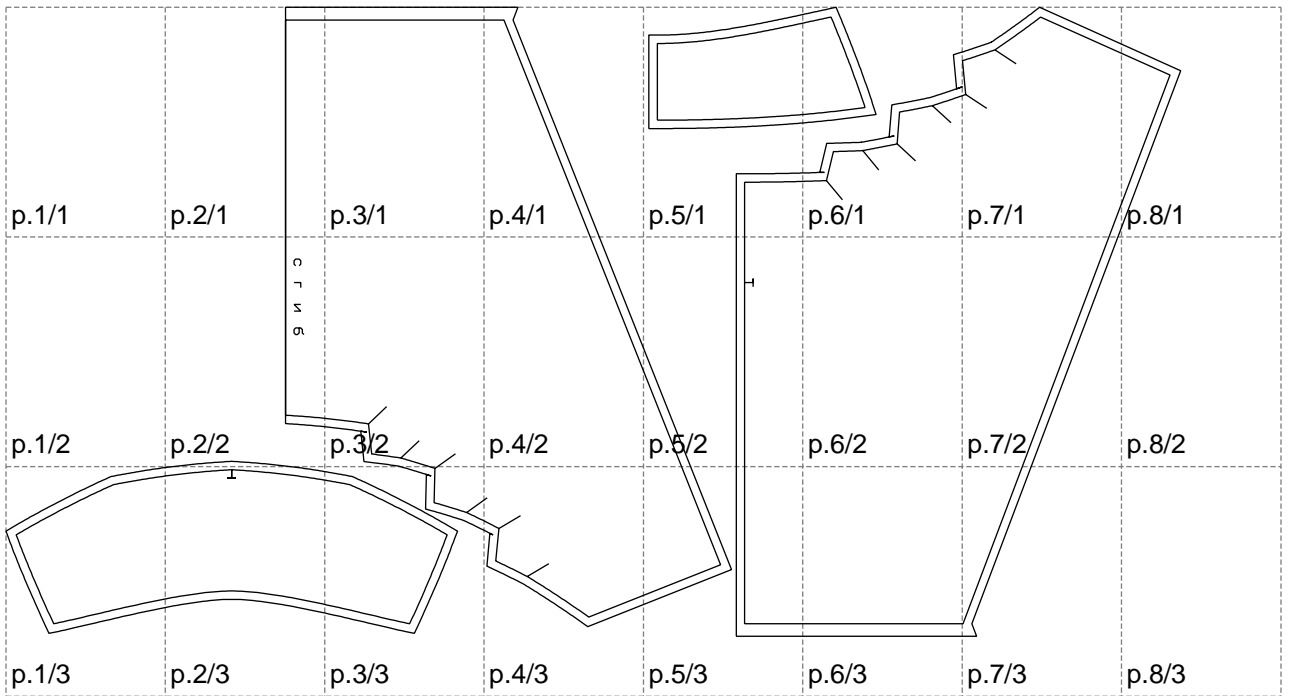 p.1/1 p.2/1 p.3/1 p.4/1 p.5/1 p.6/1 p.7/1 p.8/1
сгиб
p.1/2 p.2/2 p.3/2 p.4/2 p.5/2 p.6/2 p.7/2 p.8/2
p.1/3 p.2/3 p.3/3 p.4/3 p.5/3 p.6/3 p.7/3 p.8/3